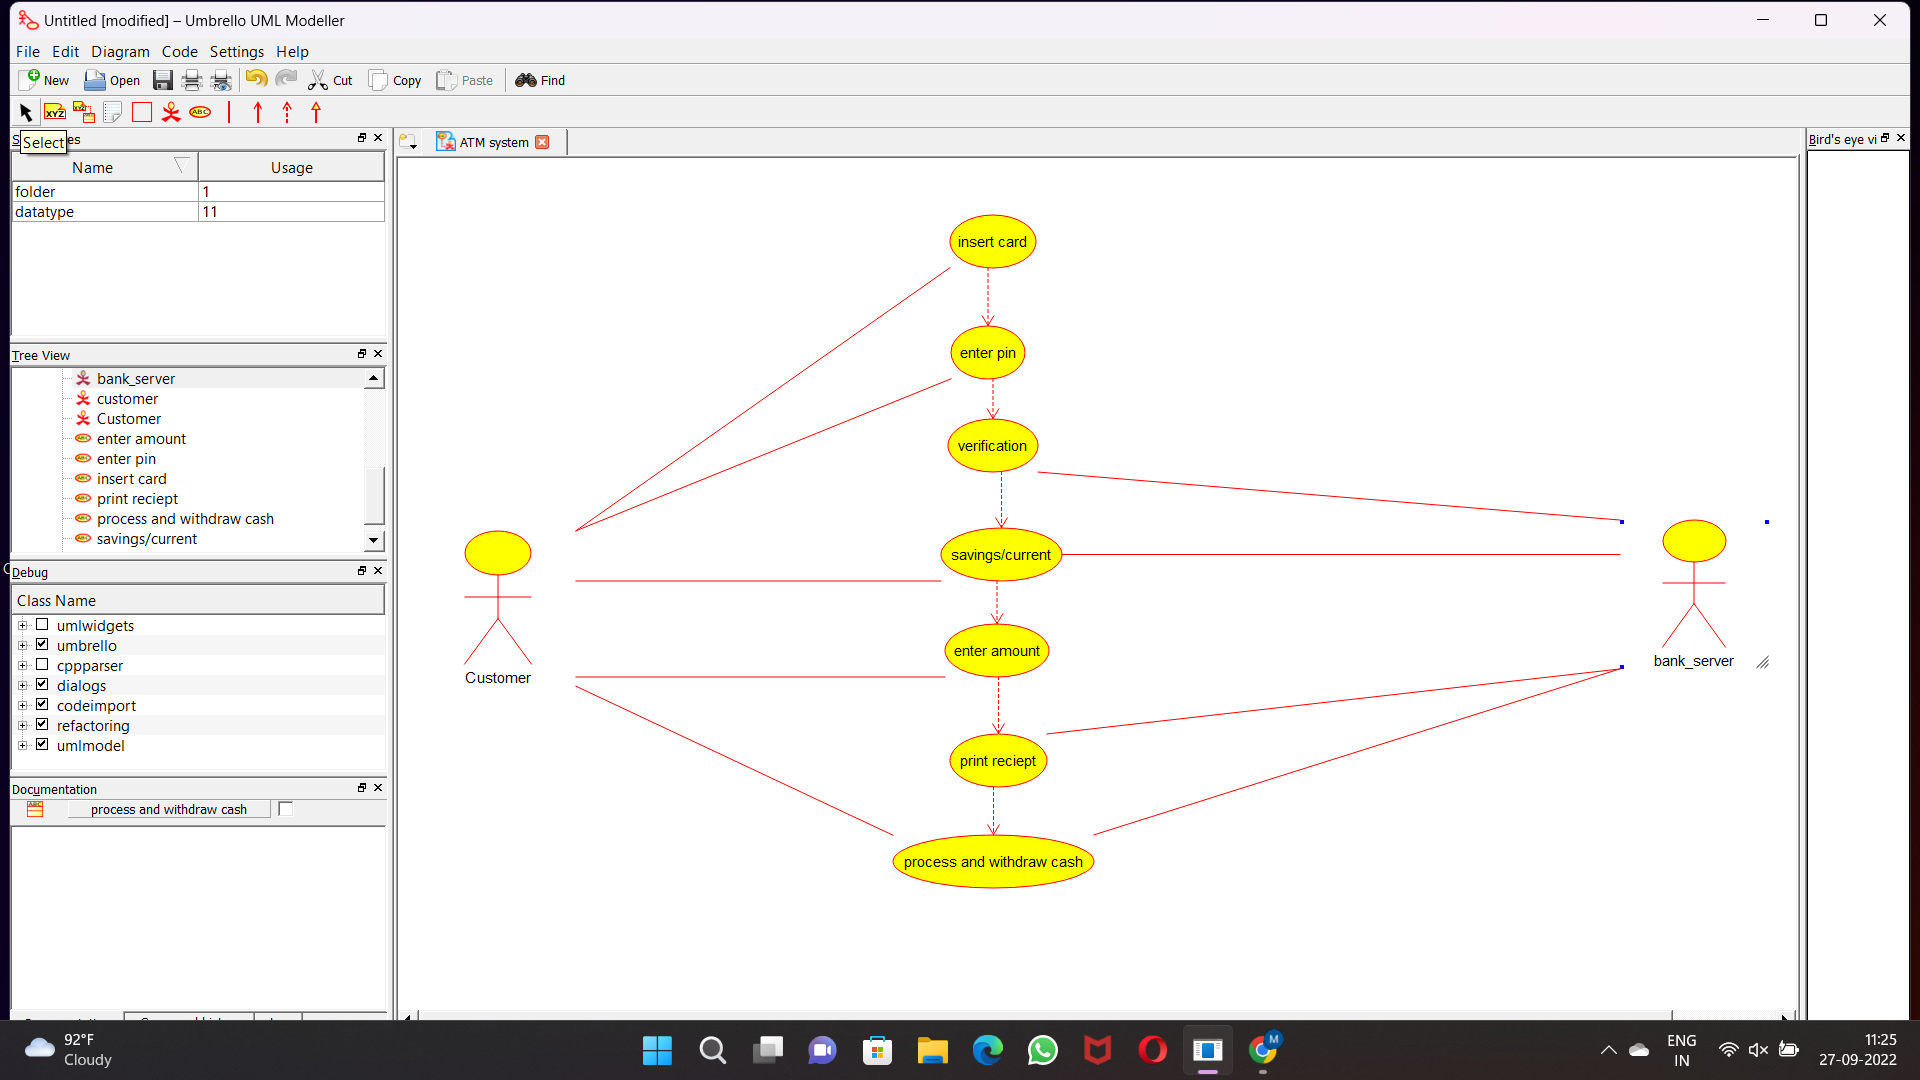 Untitled [modified] – Umbrello UML Modeller
File Edit Diagram Code Settings Help
New Open Cut Copy Paste Find
XYZ XYZ ABC
Select
S es
Name Usage
folder 1
datatype 11
Tree View
bank_server
customer
Customer
enter amount
enter pin
insert card
print reciept
process and withdraw cash
savings/current
Debug
Class Name
umlwidgets
umbrello
cppparser
dialogs
codeimport
refactoring
umlmodel
Documentation
process and withdraw cash
ATM system
insert card
enter pin
verification
savings/current
enter amount
print reciept
process and withdraw cash
Customer
bank_server
Bird's eye vi
92°F
Cloudy
M
ENG
IN
11:25
27-09-2022